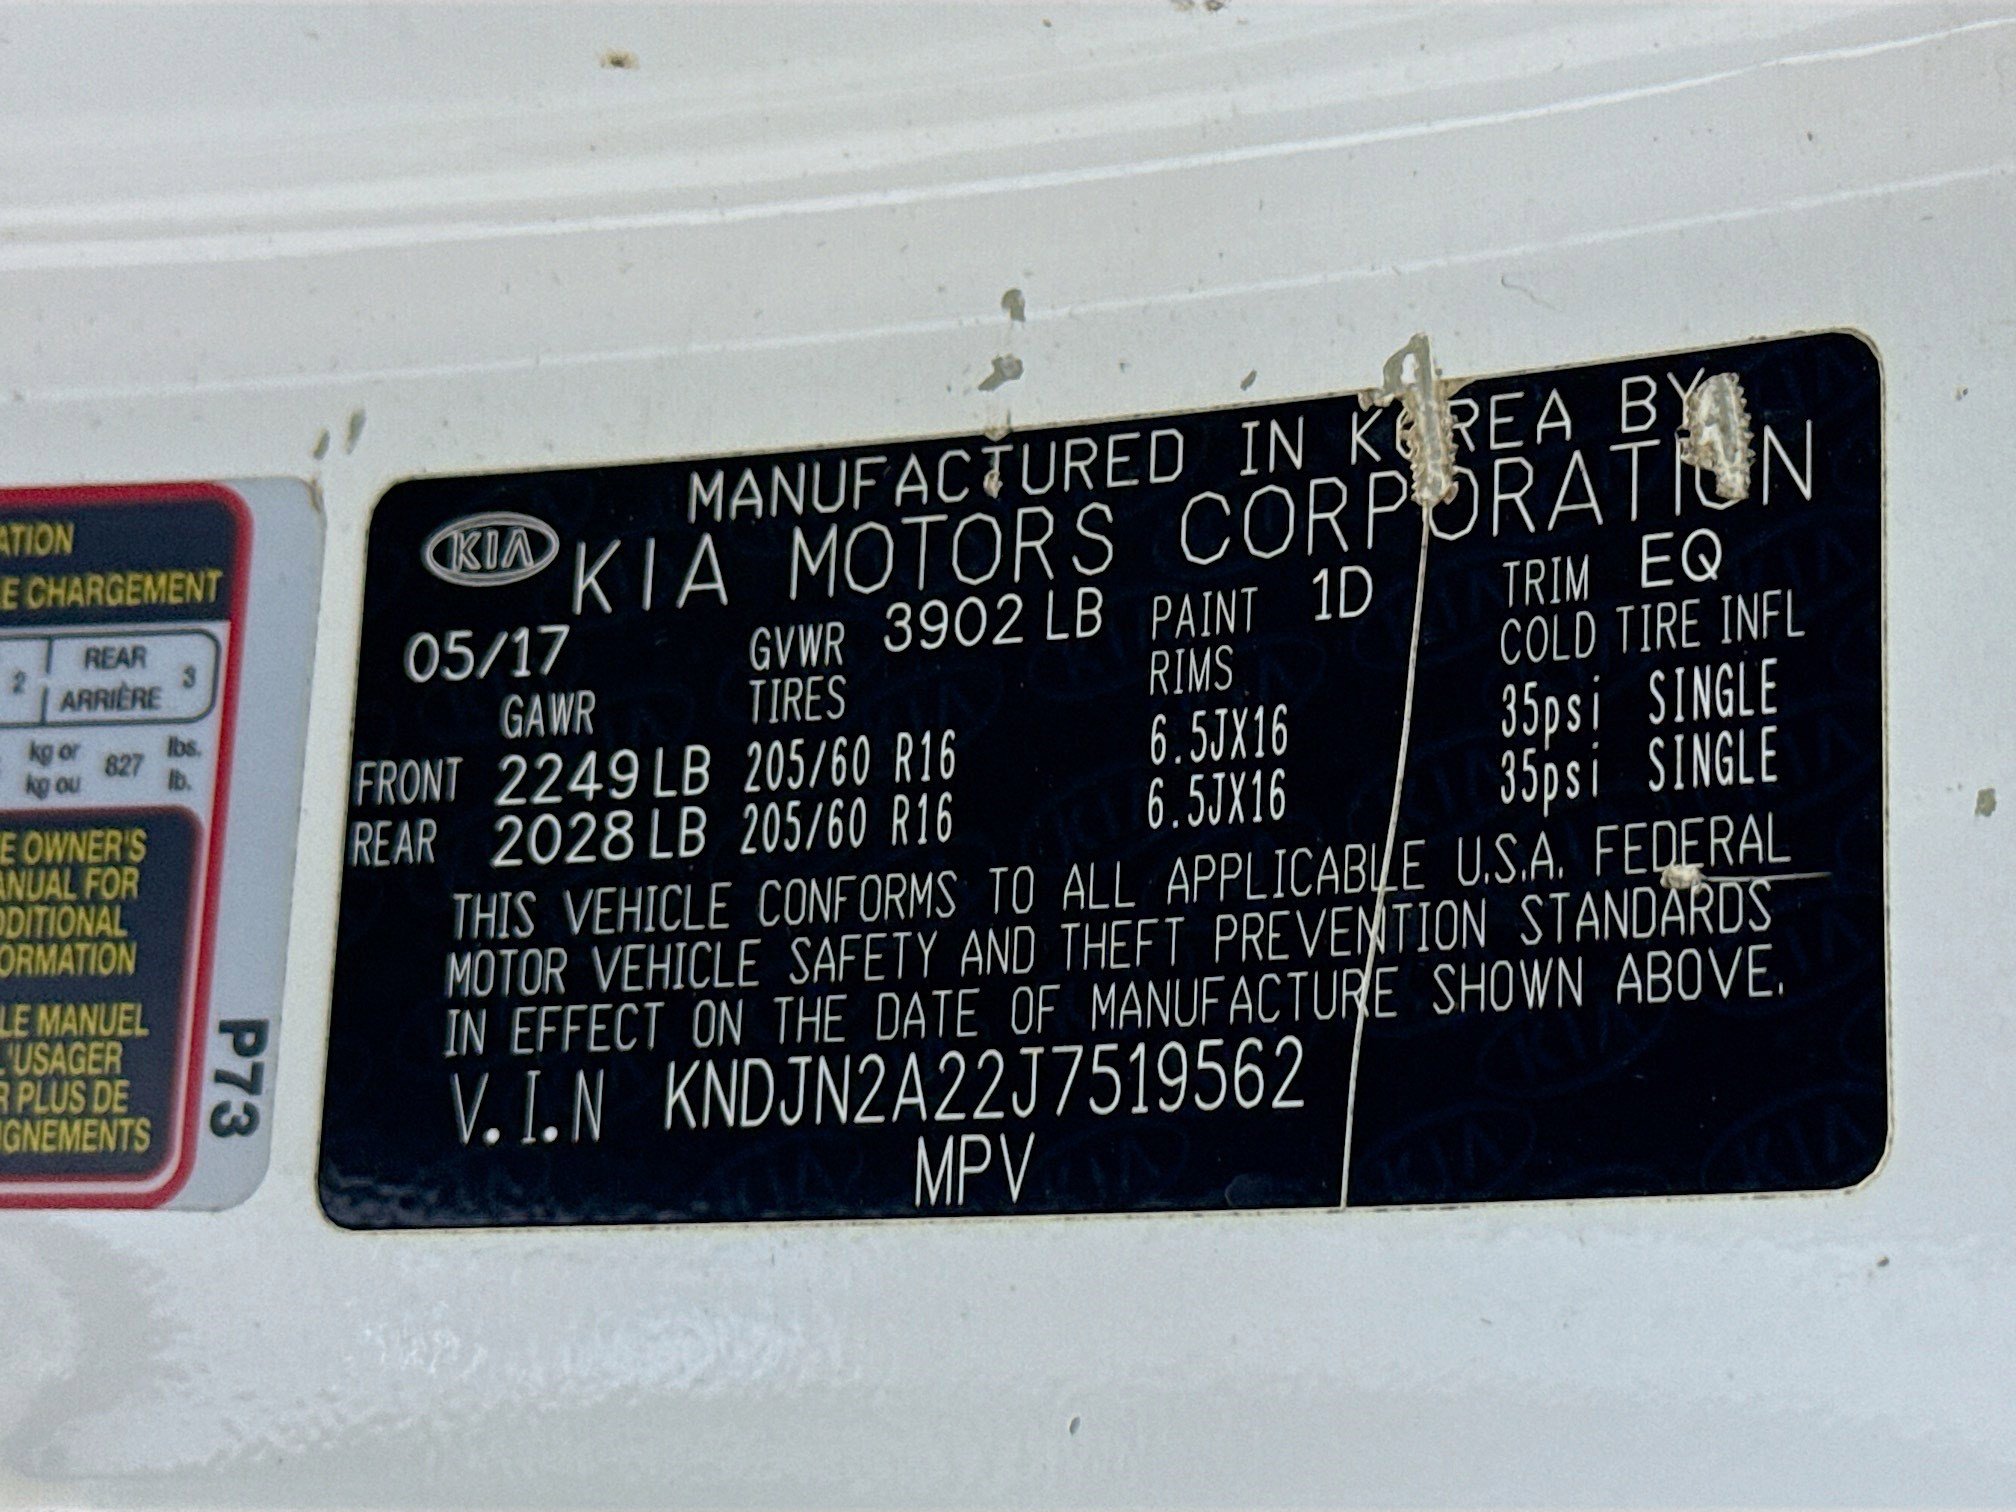 ATION
E CHARGEMENT
2 REAR 3
ARRIÈRE
kg or 827 lbs.
kg ou lb.
E OWNER'S
ANUAL FOR
DDITIONAL
ORMATION
LE MANUEL
L'USAGER
R PLUS DE
IGNEMENTS
P73
MANUFACTURED IN KOREA BY
KIA KIA MOTORS CORPORATION
05/17 GVWR 3902 LB PAINT 1D TRIM EQ
GAWR TIRES RIMS COLD TIRE INFL
FRONT 2249 LB 205/60 R16 6.5JX16 35psi SINGLE
REAR 2028 LB 205/60 R16 6.5JX16 35psi SINGLE
THIS VEHICLE CONFORMS TO ALL APPLICABLE U.S.A. FEDERAL
MOTOR VEHICLE SAFETY AND THEFT PREVENTION STANDARDS
IN EFFECT ON THE DATE OF MANUFACTURE SHOWN ABOVE.
V.I.N KNDJN2A22J7519562
MPV